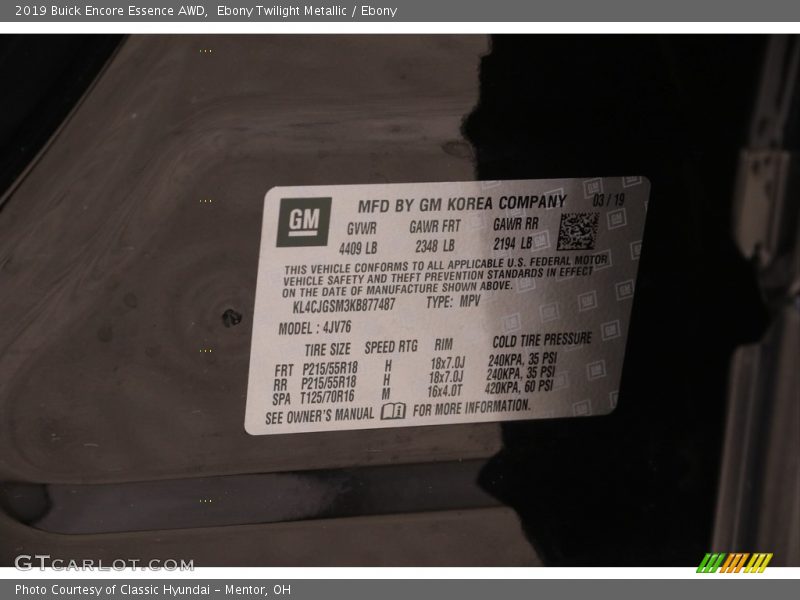 2019 Buick Encore Essence AWD,  Ebony Twilight Metallic / Ebony
GM
MFD BY GM KOREA COMPANY 03 / 19
GVWR GAWR FRT GAWR RR
4409 LB 2348 LB 2194 LB
THIS VEHICLE CONFORMS TO ALL APPLICABLE U.S. FEDERAL MOTOR
VEHICLE SAFETY AND THEFT PREVENTION STANDARDS IN EFFECT
ON THE DATE OF MANUFACTURE SHOWN ABOVE.
KL4CJGSM3KB877487 TYPE: MPV
MODEL : 4JV76
TIRE SIZE SPEED RTG RIM COLD TIRE PRESSURE
FRT P215/55R18 H 18x7.0J 240KPA, 35 PSI
RR P215/55R18 H 18x7.0J 240KPA, 35 PSI
SPA T125/70R16 M 16x4.0T 420KPA, 60 PSI
SEE OWNER'S MANUAL FOR MORE INFORMATION.
GTCARLOT.COM
Photo Courtesy of Classic Hyundai - Mentor, OH